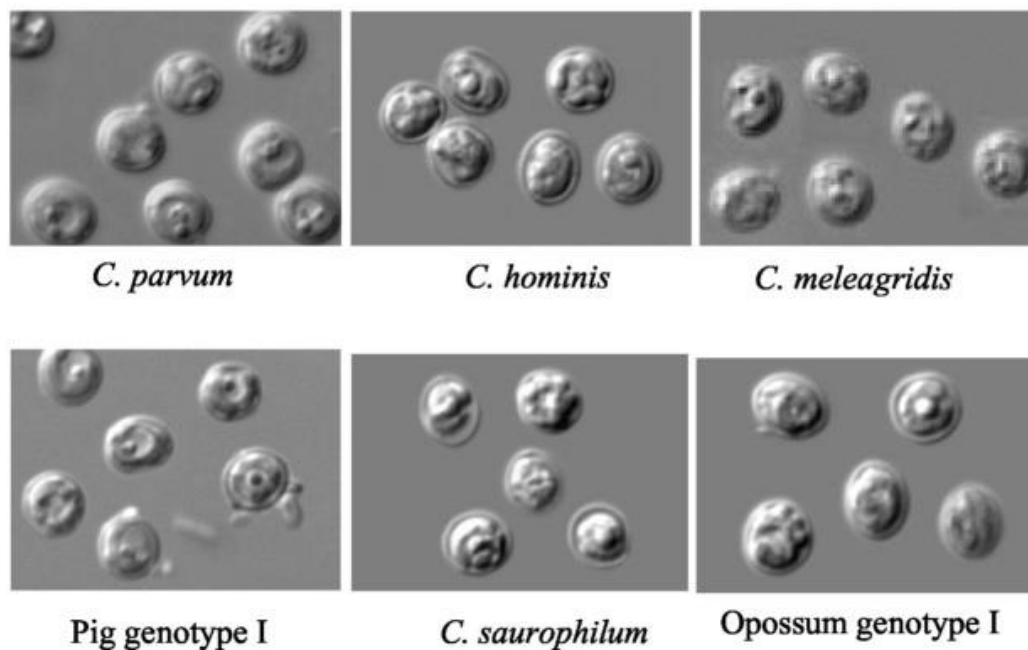 C. parvum
C. hominis
C. meleagridis
Pig genotype I
C. saurophilum
Opossum genotype I